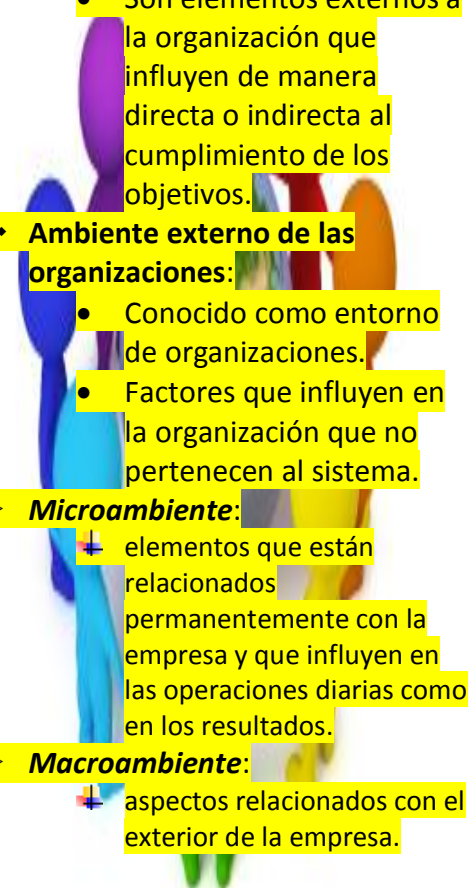 Son elementos externos a
la organización que
influyen de manera
directa o indirecta al
cumplimiento de los
objetivos.
Ambiente externo de las
organizaciones:
Conocido como entorno
de organizaciones.
Factores que influyen en
la organización que no
pertenecen al sistema.
Microambiente:
elementos que están
relacionados
permanentemente con la
empresa y que influyen en
las operaciones diarias como
en los resultados.
Macroambiente:
aspectos relacionados con el
exterior de la empresa.